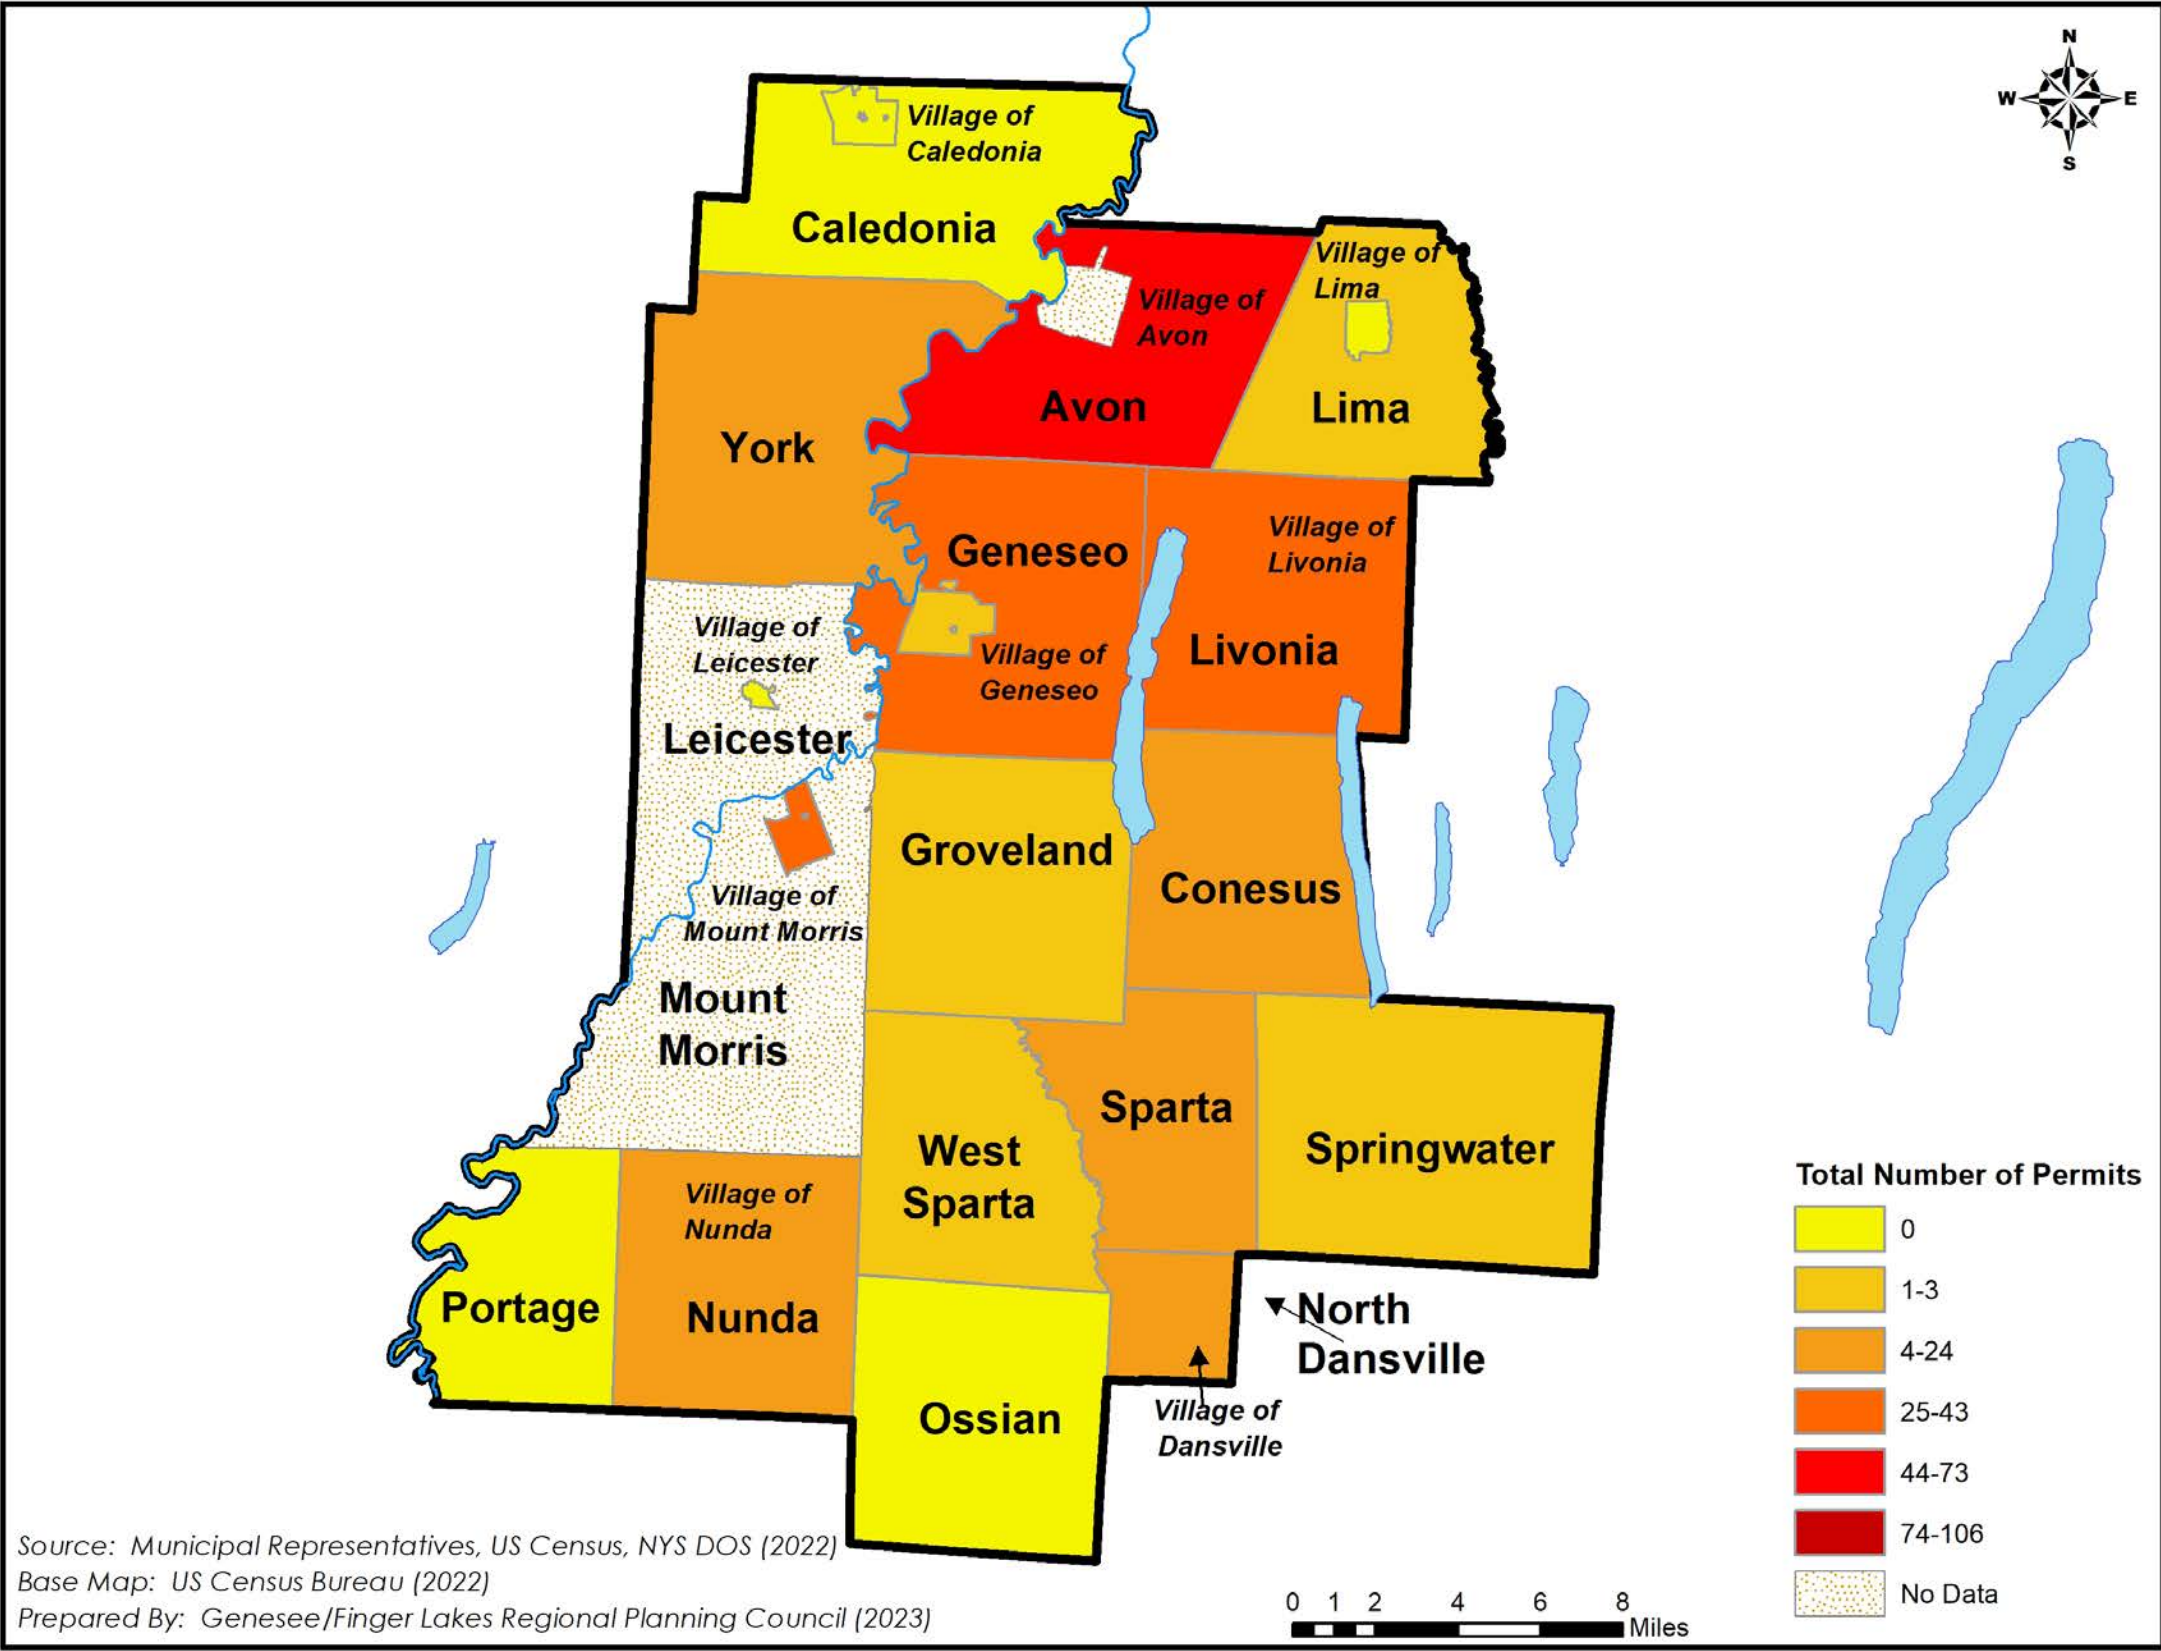 N
W E
S
Village of
Caledonia
Caledonia
Village of
Lima
Village of
Avon
Avon
Lima
York
Village of
Livonia
Geneseo
Village of
Leicester
Village of
Geneseo
Livonia
Leicester
Groveland
Conesus
Village of
Mount Morris
Mount
Morris
Sparta
West
Sparta
Springwater
Village of
Nunda
Portage
Nunda
North
Dansville
Ossian
Village of
Dansville
Total Number of Permits
0
1-3
4-24
25-43
44-73
74-106
No Data
Source: Municipal Representatives, US Census, NYS DOS (2022)
Base Map: US Census Bureau (2022)
Prepared By: Genesee/Finger Lakes Regional Planning Council (2023)
0 1 2 4 6 8
Miles